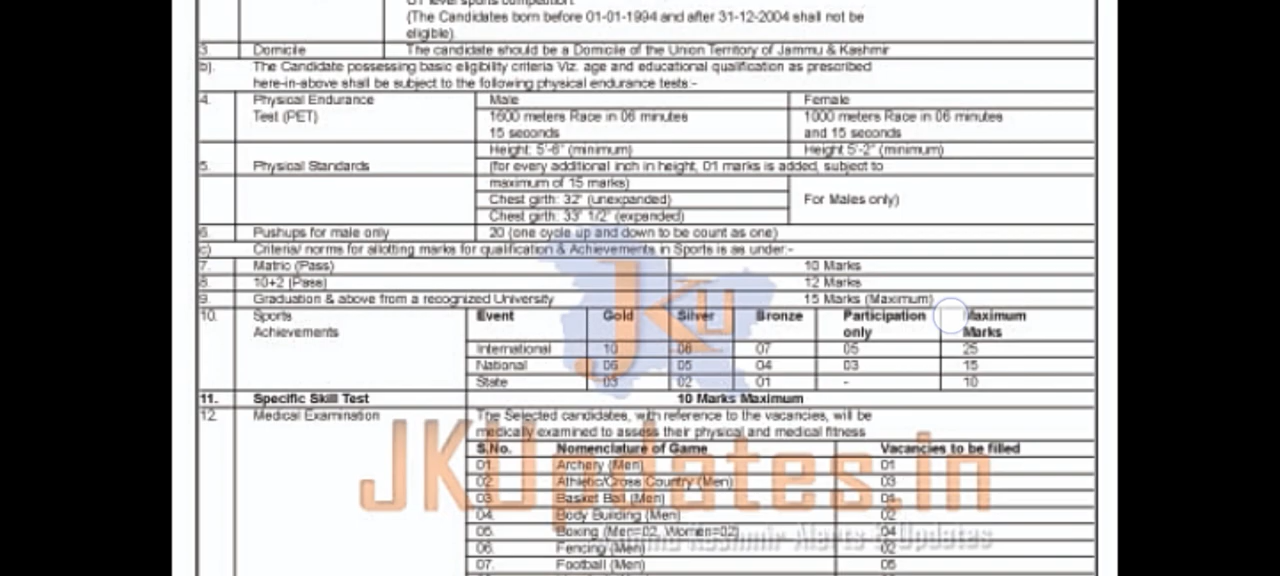 UT level sports competition.
(The Candidates born before 01-01-1994 and after 31-12-2004 shall not be
eligible)
3. Domicile The candidate should be a Domicile of the Union Territory of Jammu & Kashmir
b). The Candidate possessing basic eligibility criteria Viz. age and educational qualification as prescribed
here-in-above shall be subject to the following physical endurance tests:-
4. Physical Endurance Male Female
Test (PET) 1600 meters Race in 06 minutes 1000 meters Race in 06 minutes
15 seconds and 15 seconds
Height: 5'-6" (minimum) Height 5'-2" (minimum)
5. Physical Standards (for every additional inch in height, 01 marks is added, subject to
maximum of 15 marks)
Chest girth: 32" (unexpanded) For Males only)
Chest girth: 33" 1/2" (expanded)
6. Pushups for male only 20 (one cycle up and down to be count as one)
c) Criteria/ norms for allotting marks for qualification & Achievements in Sports is as under:-
7. Matric (Pass) 10 Marks
8. 10+2 (Pass) 12 Marks
9. Graduation & above from a recognized University 15 Marks (Maximum)
10. Sports Event Gold Silver Bronze Participation Maximum
Achievements only Marks
International 10 08 07 05 25
National 06 05 04 03 15
State 03 02 01 - 10
11. Specific Skill Test 10 Marks Maximum
12. Medical Examination The Selected candidates, with reference to the vacancies, will be
medically examined to assess their physical and medical fitness
S.No. Nomenclature of Game Vacancies to be filled
01. Archery (Men) 01
02. Athletic/Cross Country (Men) 03
03. Basket Ball (Men) 01
04. Body Building (Men) 02
05. Boxing (Men=02, Women=02) 04
06. Fencing (Men) 02
07. Football (Men) 05
JKU
JKUpdates.in
Kashmir Alerts & Updates